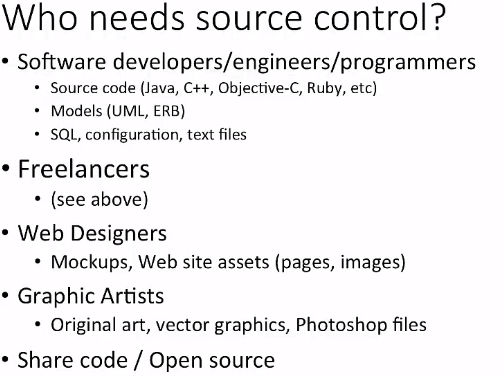 Who needs source control?
• Software developers/engineers/programmers
• Source code (Java, C++, Objective-C, Ruby, etc)
• Models (UML, ERB)
• SQL, configuration, text files
• Freelancers
• (see above)
• Web Designers
• Mockups, Web site assets (pages, images)
• Graphic Artists
• Original art, vector graphics, Photoshop files
• Share code / Open source